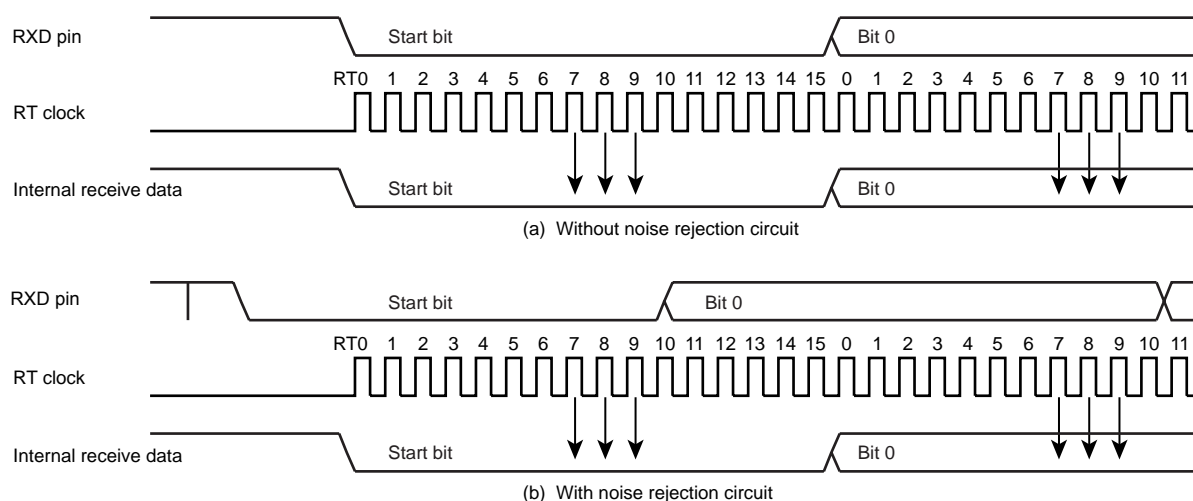 RXD pin Start bit Bit 0
RT0 1 2 3 4 5 6 7 8 9 10 11 12 13 14 15 0 1 2 3 4 5 6 7 8 9 10 11
RT clock
Internal receive data Start bit Bit 0
(a) Without noise rejection circuit
RXD pin Start bit Bit 0
RT0 1 2 3 4 5 6 7 8 9 10 11 12 13 14 15 0 1 2 3 4 5 6 7 8 9 10 11
RT clock
Internal receive data Start bit Bit 0
(b) With noise rejection circuit